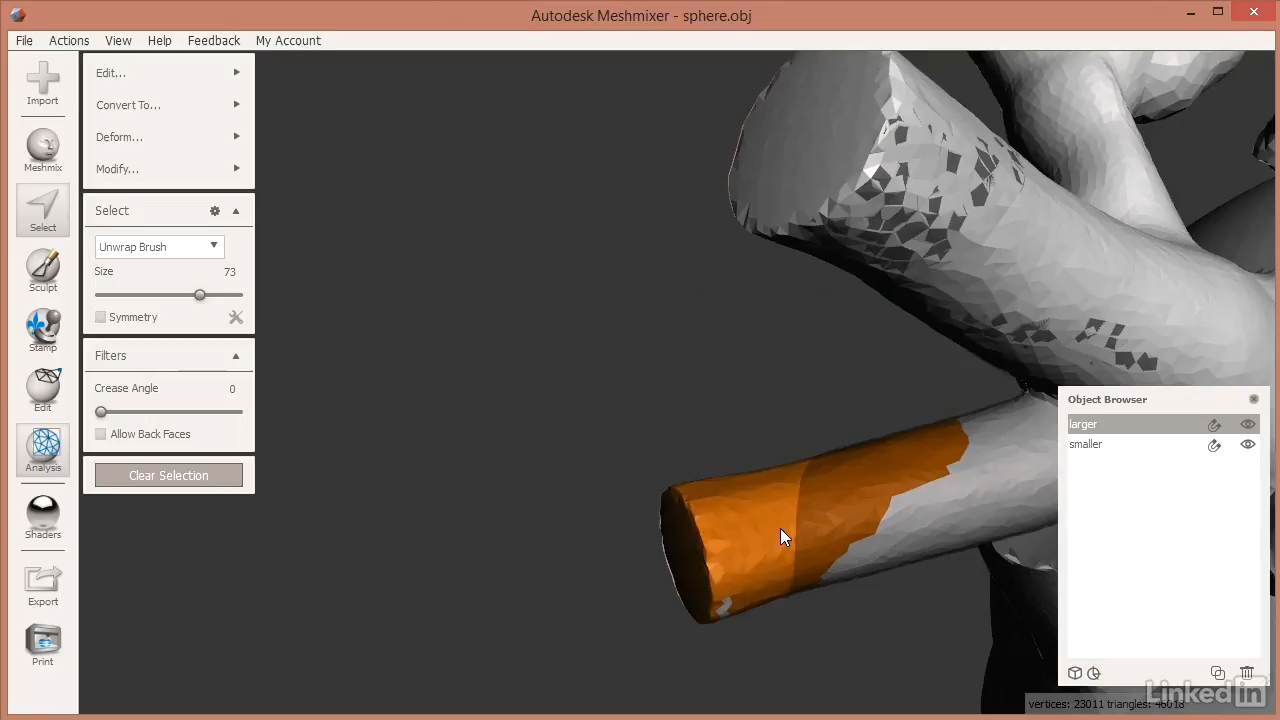 Autodesk Meshmixer - sphere.obj
File Actions View Help Feedback My Account
Import
Meshmix
Select
Sculpt
Stamp
Edit
Analysis
Shaders
Export
Print
Edit...
Convert To...
Deform...
Modify...
Select
Unwrap Brush
Size 73
Symmetry
Filters
Crease Angle 0
Allow Back Faces
Clear Selection
Object Browser
larger
smaller
LinkedIn
vertices: 23011 triangles: 46018